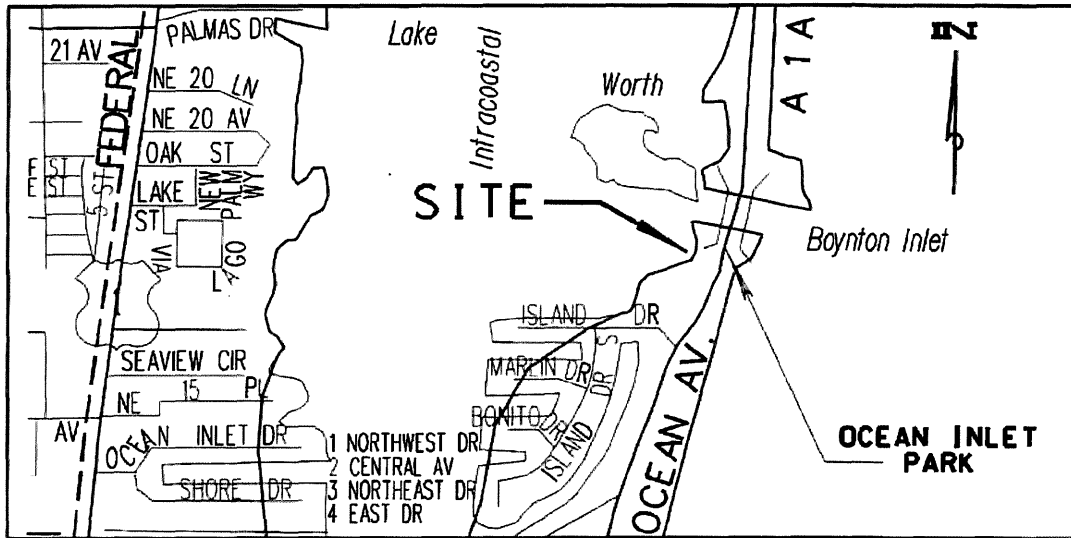 PALMAS DR
21 AV
FEDERAL
NE 20 LN
NE 20 AV
OAK ST
F ST
E ST
5 ST
LAKE ST
NEW PALM WY
VIA LAGO
SEAVIEW CIR
NE 15 PL
AV
OCEAN INLET DR
SHORE DR
1 NORTHWEST DR
2 CENTRAL AV
3 NORTHEAST DR
4 EAST DR
Lake
Worth
Intracoastal
SITE
A1A
N
Boynton Inlet
ISLAND DR
MARLIN DR
BONITO DR
ISLAND DR S
OCEAN AV.
OCEAN INLET
PARK